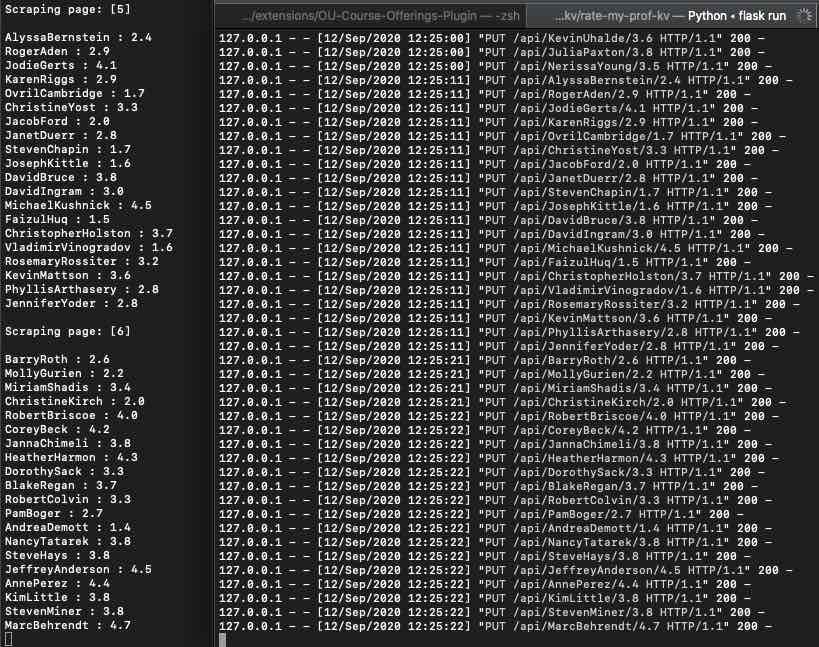 Scraping page: [5]
AlyssaBernstein : 2.4
RogerAden : 2.9
JodieGerts : 4.1
KarenRiggs : 2.9
OvrilCambridge : 1.7
ChristineYost : 3.3
JacobFord : 2.0
JanetDuerr : 2.8
StevenChapin : 1.7
JosephKittle : 1.6
DavidBruce : 3.8
DavidIngram : 3.0
MichaelKushnick : 4.5
FaizulHuq : 1.5
ChristopherHolston : 3.7
VladimirVinogradov : 1.6
RosemaryRossiter : 3.2
KevinMattson : 3.6
PhyllisArthasery : 2.8
JenniferYoder : 2.8
Scraping page: [6]
BarryRoth : 2.6
MollyGurien : 2.2
MiriamShadis : 3.4
ChristineKirch : 2.0
RobertBriscoe : 4.0
CoreyBeck : 4.2
JannaChimeli : 3.8
HeatherHarmon : 4.3
DorothySack : 3.3
BlakeRegan : 3.7
RobertColvin : 3.3
PamBoger : 2.7
AndreaDemott : 1.4
NancyTatarek : 3.8
SteveHays : 3.8
JeffreyAnderson : 4.5
AnnePerez : 4.4
KimLittle : 3.8
StevenMiner : 3.8
MarcBehrendt : 4.7
.../extensions/OU-Course-Offerings-Plugin — -zsh
...kv/rate-my-prof-kv — Python • flask run
127.0.0.1 - - [12/Sep/2020 12:25:00] "PUT /api/KevinUhalde/3.6 HTTP/1.1" 200 -
127.0.0.1 - - [12/Sep/2020 12:25:00] "PUT /api/JuliaPaxton/3.8 HTTP/1.1" 200 -
127.0.0.1 - - [12/Sep/2020 12:25:00] "PUT /api/NerissaYoung/3.5 HTTP/1.1" 200 -
127.0.0.1 - - [12/Sep/2020 12:25:11] "PUT /api/AlyssaBernstein/2.4 HTTP/1.1" 200 -
127.0.0.1 - - [12/Sep/2020 12:25:11] "PUT /api/RogerAden/2.9 HTTP/1.1" 200 -
127.0.0.1 - - [12/Sep/2020 12:25:11] "PUT /api/JodieGerts/4.1 HTTP/1.1" 200 -
127.0.0.1 - - [12/Sep/2020 12:25:11] "PUT /api/KarenRiggs/2.9 HTTP/1.1" 200 -
127.0.0.1 - - [12/Sep/2020 12:25:11] "PUT /api/OvrilCambridge/1.7 HTTP/1.1" 200 -
127.0.0.1 - - [12/Sep/2020 12:25:11] "PUT /api/ChristineYost/3.3 HTTP/1.1" 200 -
127.0.0.1 - - [12/Sep/2020 12:25:11] "PUT /api/JacobFord/2.0 HTTP/1.1" 200 -
127.0.0.1 - - [12/Sep/2020 12:25:11] "PUT /api/JanetDuerr/2.8 HTTP/1.1" 200 -
127.0.0.1 - - [12/Sep/2020 12:25:11] "PUT /api/StevenChapin/1.7 HTTP/1.1" 200 -
127.0.0.1 - - [12/Sep/2020 12:25:11] "PUT /api/JosephKittle/1.6 HTTP/1.1" 200 -
127.0.0.1 - - [12/Sep/2020 12:25:11] "PUT /api/DavidBruce/3.8 HTTP/1.1" 200 -
127.0.0.1 - - [12/Sep/2020 12:25:11] "PUT /api/DavidIngram/3.0 HTTP/1.1" 200 -
127.0.0.1 - - [12/Sep/2020 12:25:11] "PUT /api/MichaelKushnick/4.5 HTTP/1.1" 200 -
127.0.0.1 - - [12/Sep/2020 12:25:11] "PUT /api/FaizulHuq/1.5 HTTP/1.1" 200 -
127.0.0.1 - - [12/Sep/2020 12:25:11] "PUT /api/ChristopherHolston/3.7 HTTP/1.1" 200 -
127.0.0.1 - - [12/Sep/2020 12:25:11] "PUT /api/VladimirVinogradov/1.6 HTTP/1.1" 200 -
127.0.0.1 - - [12/Sep/2020 12:25:11] "PUT /api/RosemaryRossiter/3.2 HTTP/1.1" 200 -
127.0.0.1 - - [12/Sep/2020 12:25:11] "PUT /api/KevinMattson/3.6 HTTP/1.1" 200 -
127.0.0.1 - - [12/Sep/2020 12:25:11] "PUT /api/PhyllisArthasery/2.8 HTTP/1.1" 200 -
127.0.0.1 - - [12/Sep/2020 12:25:11] "PUT /api/JenniferYoder/2.8 HTTP/1.1" 200 -
127.0.0.1 - - [12/Sep/2020 12:25:21] "PUT /api/BarryRoth/2.6 HTTP/1.1" 200 -
127.0.0.1 - - [12/Sep/2020 12:25:21] "PUT /api/MollyGurien/2.2 HTTP/1.1" 200 -
127.0.0.1 - - [12/Sep/2020 12:25:21] "PUT /api/MiriamShadis/3.4 HTTP/1.1" 200 -
127.0.0.1 - - [12/Sep/2020 12:25:21] "PUT /api/ChristineKirch/2.0 HTTP/1.1" 200 -
127.0.0.1 - - [12/Sep/2020 12:25:22] "PUT /api/RobertBriscoe/4.0 HTTP/1.1" 200 -
127.0.0.1 - - [12/Sep/2020 12:25:22] "PUT /api/CoreyBeck/4.2 HTTP/1.1" 200 -
127.0.0.1 - - [12/Sep/2020 12:25:22] "PUT /api/JannaChimeli/3.8 HTTP/1.1" 200 -
127.0.0.1 - - [12/Sep/2020 12:25:22] "PUT /api/HeatherHarmon/4.3 HTTP/1.1" 200 -
127.0.0.1 - - [12/Sep/2020 12:25:22] "PUT /api/DorothySack/3.3 HTTP/1.1" 200 -
127.0.0.1 - - [12/Sep/2020 12:25:22] "PUT /api/BlakeRegan/3.7 HTTP/1.1" 200 -
127.0.0.1 - - [12/Sep/2020 12:25:22] "PUT /api/RobertColvin/3.3 HTTP/1.1" 200 -
127.0.0.1 - - [12/Sep/2020 12:25:22] "PUT /api/PamBoger/2.7 HTTP/1.1" 200 -
127.0.0.1 - - [12/Sep/2020 12:25:22] "PUT /api/AndreaDemott/1.4 HTTP/1.1" 200 -
127.0.0.1 - - [12/Sep/2020 12:25:22] "PUT /api/NancyTatarek/3.8 HTTP/1.1" 200 -
127.0.0.1 - - [12/Sep/2020 12:25:22] "PUT /api/SteveHays/3.8 HTTP/1.1" 200 -
127.0.0.1 - - [12/Sep/2020 12:25:22] "PUT /api/JeffreyAnderson/4.5 HTTP/1.1" 200 -
127.0.0.1 - - [12/Sep/2020 12:25:22] "PUT /api/AnnePerez/4.4 HTTP/1.1" 200 -
127.0.0.1 - - [12/Sep/2020 12:25:22] "PUT /api/KimLittle/3.8 HTTP/1.1" 200 -
127.0.0.1 - - [12/Sep/2020 12:25:22] "PUT /api/StevenMiner/3.8 HTTP/1.1" 200 -
127.0.0.1 - - [12/Sep/2020 12:25:22] "PUT /api/MarcBehrendt/4.7 HTTP/1.1" 200 -